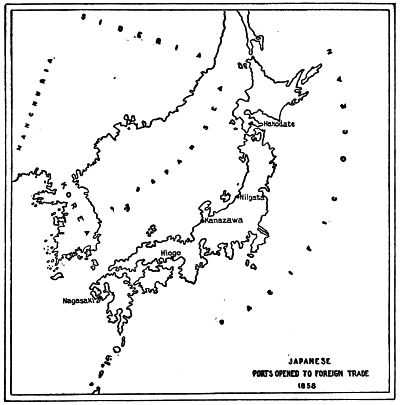 SIBERIA
MANCHURIA
KOREA
JAPAN SEA
PACIFIC OCEAN
Hakodate
Niigata
Kanazawa
Hiogo
Nagasaki
JAPANESE
PORTS OPENED TO FOREIGN TRADE
1858